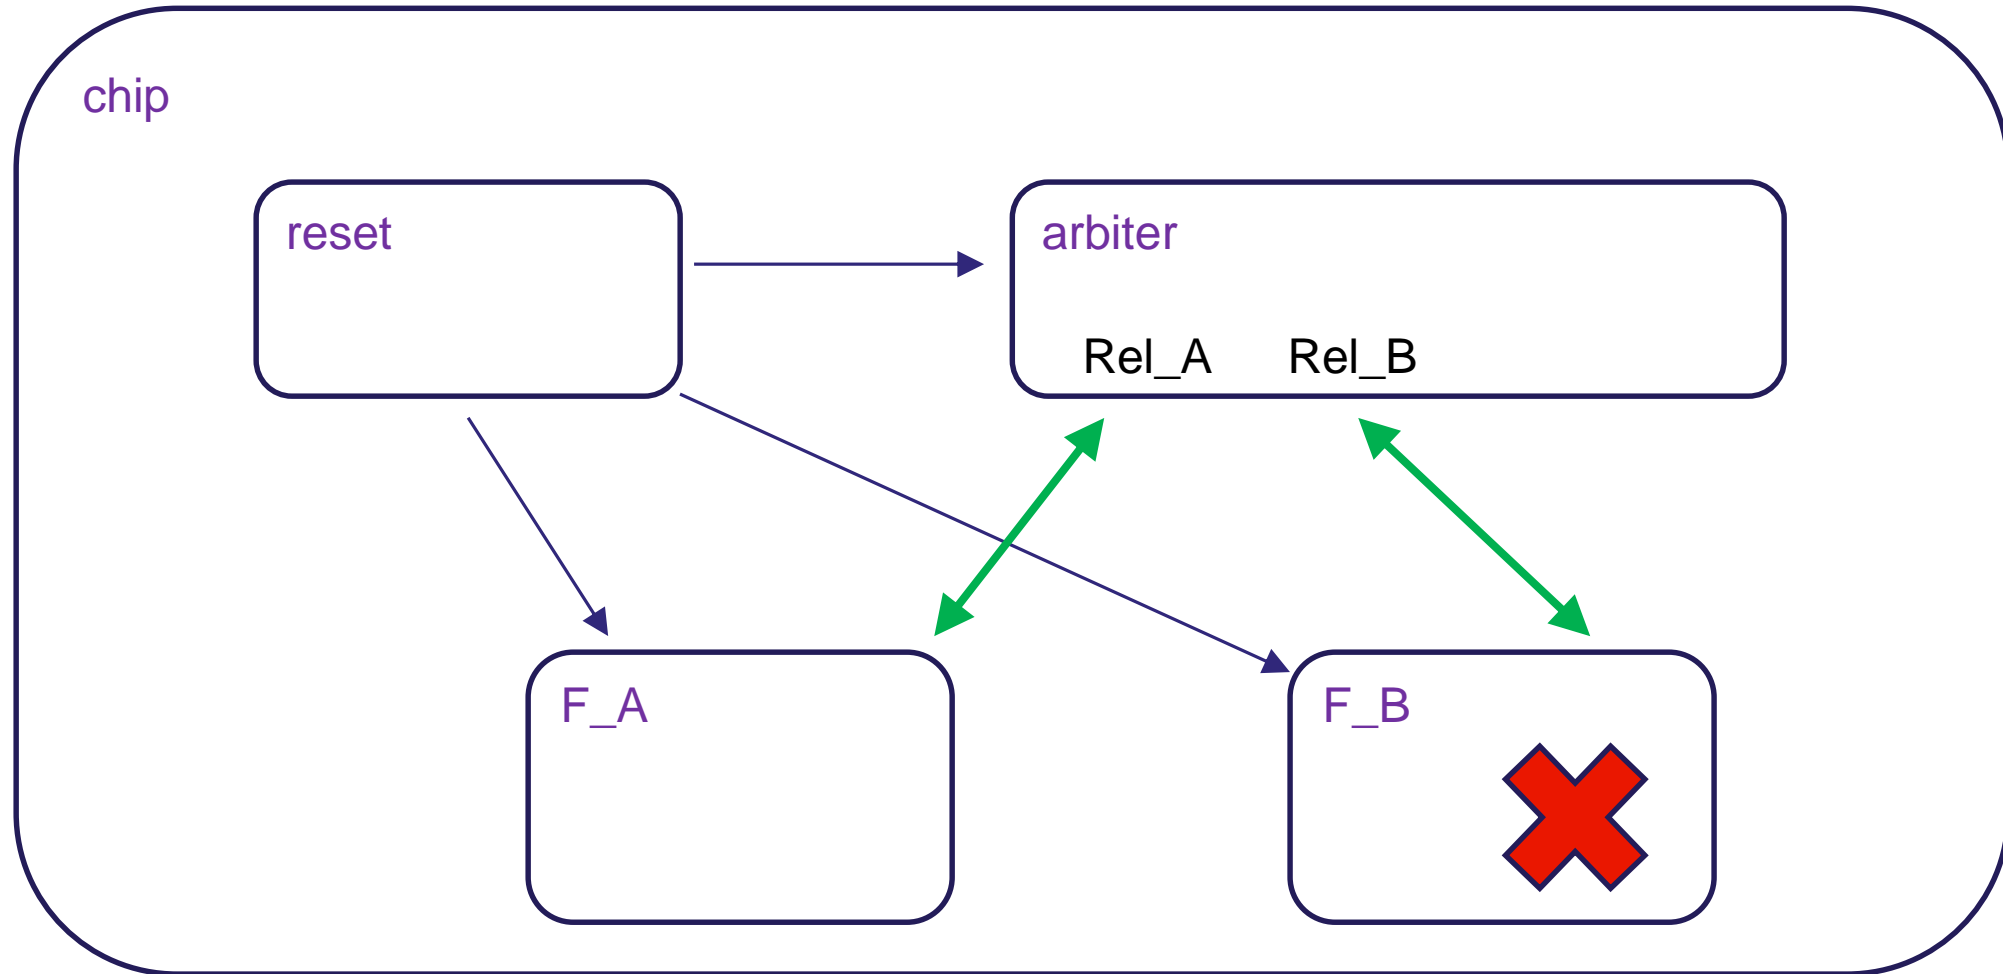 chip
reset
arbiter
Rel_A
Rel_B
F_A
F_B